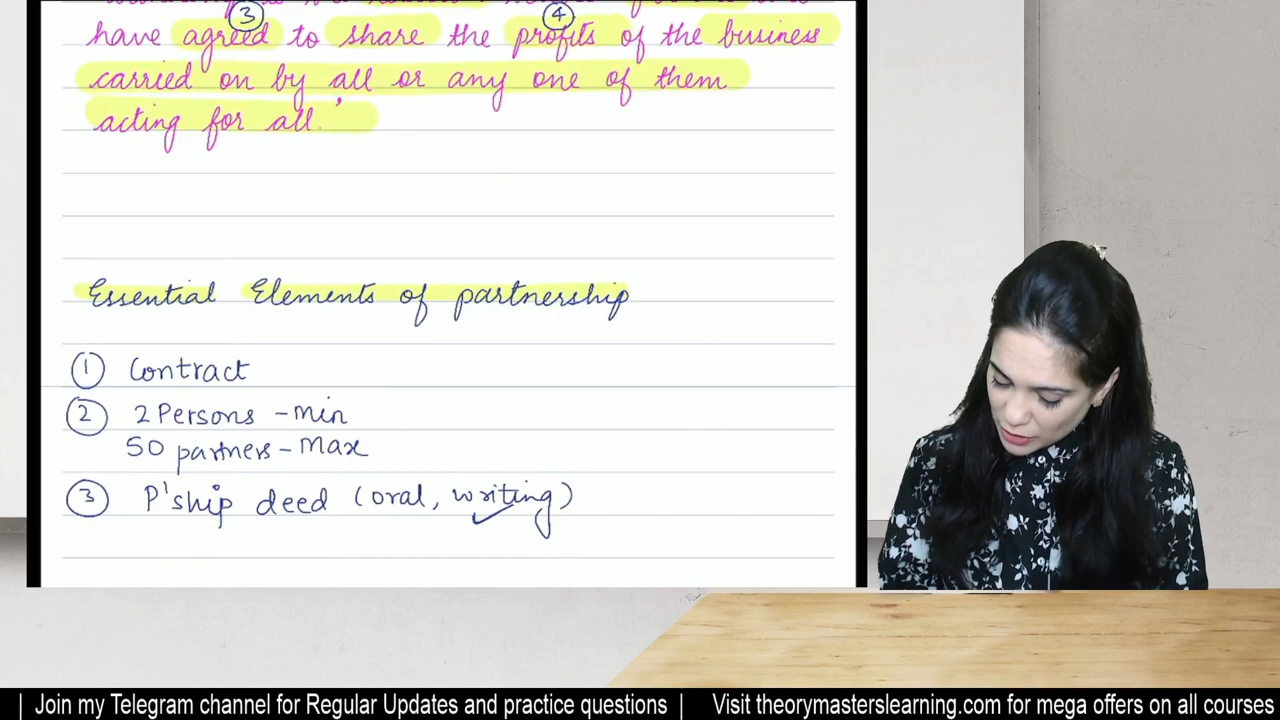 ③ ④
have agreed to share the profits of the business
carried on by all or any one of them
acting for all.'
Essential Elements of partnership
① Contract
② 2 Persons - Min
50 partners - Max
③ P'ship deed (oral, writing)
| Join my Telegram channel for Regular Updates and practice questions | Visit theorymasterslearning.com for mega offers on all courses